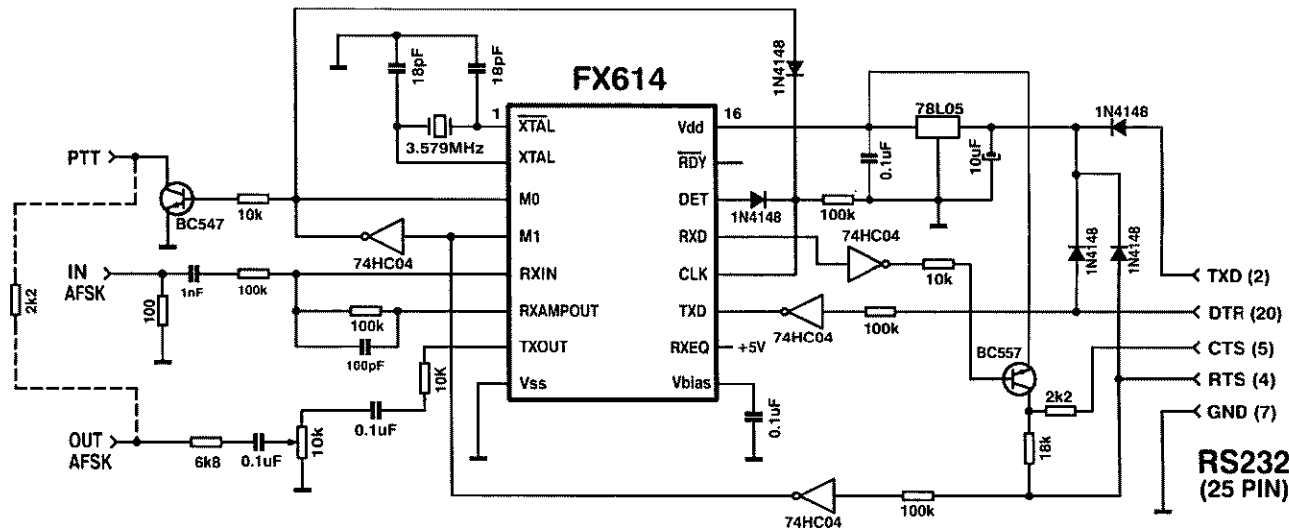 FX614
18pF
18pF
1N4148
1
16
78L05
1N4148
XTAL
Vdd
3.579MHz
XTAL
RDY
0.1uF
10uF
PTT
M0
DET
BC547
10k
1N4148
100k
M1
RXD
74HC04
74HC04
1N4148
1N4148
IN
AFSK
1nF
100k
RXIN
CLK
10k
TXD (2)
2k2
100
100k
RXAMPOUT
TXD
74HC04
100k
DTR (20)
100pF
TXOUT
RXEQ
+5V
BC557
CTS (5)
10K
Vss
Vbias
2k2
RTS (4)
0.1uF
0.1uF
GND (7)
OUT
AFSK
6k8
0.1uF
10k
18k
RS232
(25 PIN)
74HC04
100k